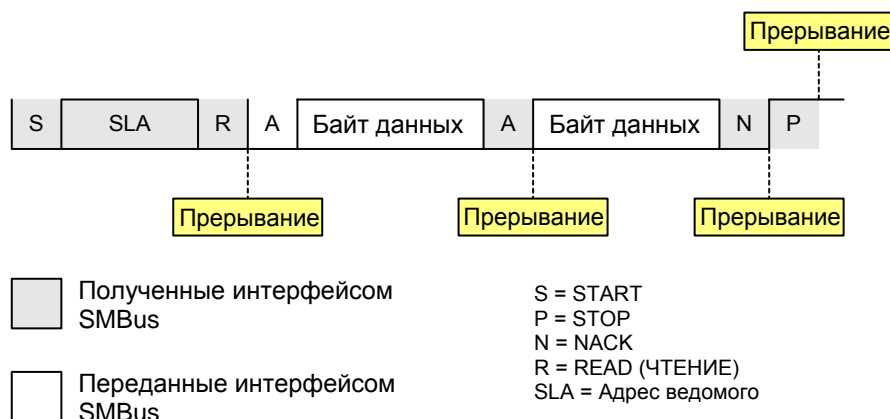 Прерывание
S SLA R A Байт данных A Байт данных N P
Прерывание Прерывание Прерывание
Полученные интерфейсом
SMBus
Переданные интерфейсом
SMBus
S = START
P = STOP
N = NACK
R = READ (ЧТЕНИЕ)
SLA = Адрес ведомого